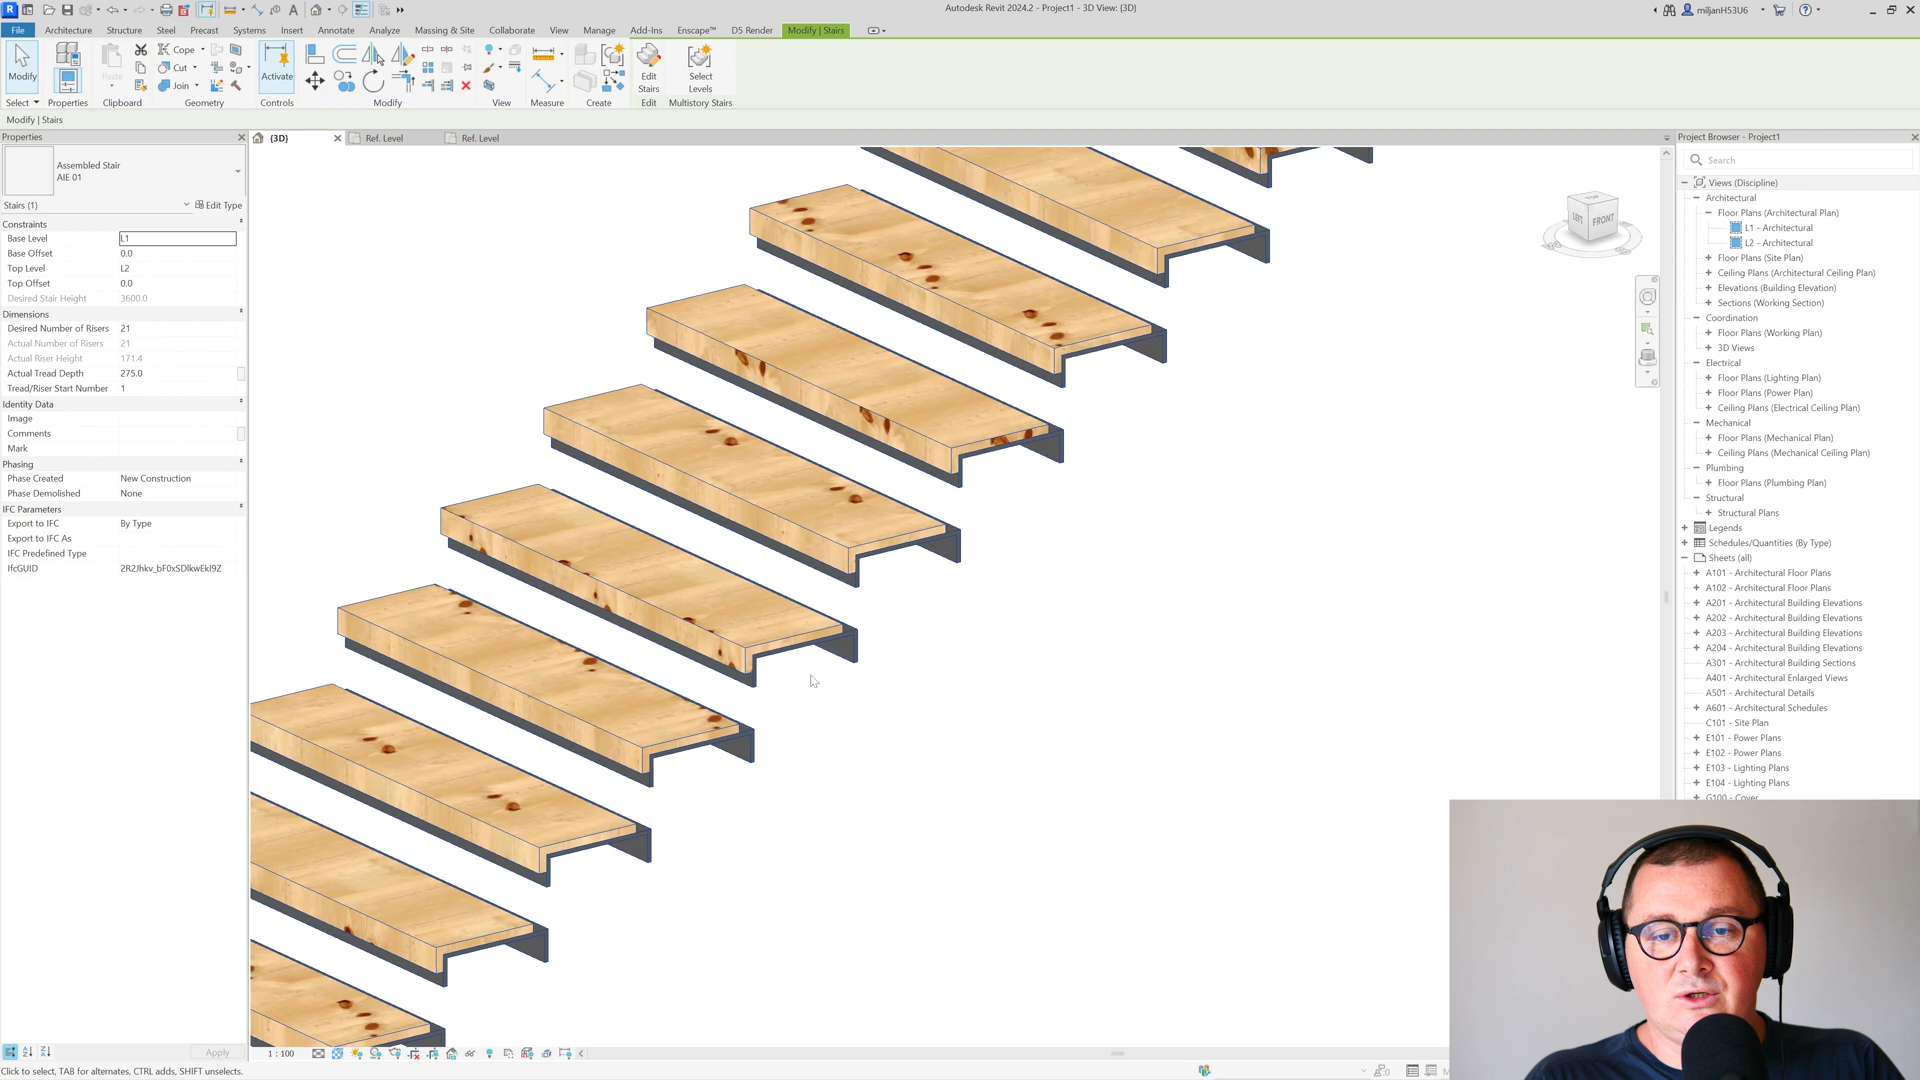 Autodesk Revit 2024.2 - Project1 - 3D View: {3D}
miljanH53U6
File
Architecture
Structure
Steel
Precast
Systems
Insert
Annotate
Analyze
Massing & Site
Collaborate
View
Manage
Add-Ins
Enscape™
D5 Render
Modify | Stairs
Modify
Paste
Cope
Cut
Join
Activate
Edit Stairs
Select Levels
Select
Properties
Clipboard
Geometry
Controls
Modify
View
Measure
Create
Edit
Multistory Stairs
Modify | Stairs
Properties
{3D}
Ref. Level
Ref. Level
Project Browser - Project1
Assembled Stair
AIE 01
Stairs (1)
Edit Type
Constraints
Base Level L1
Base Offset 0.0
Top Level L2
Top Offset 0.0
Desired Stair Height 3600.0
Dimensions
Desired Number of Risers 21
Actual Number of Risers 21
Actual Riser Height 171.4
Actual Tread Depth 275.0
Tread/Riser Start Number 1
Identity Data
Image
Comments
Mark
Phasing
Phase Created New Construction
Phase Demolished None
IFC Parameters
Export to IFC By Type
Export to IFC As
IFC Predefined Type
IfcGUID 2R2Jhkv_bF0xSDlkwEkI9Z
Apply
TOP
LEFT
FRONT
Search
Views (Discipline)
Architectural
Floor Plans (Architectural Plan)
L1 - Architectural
L2 - Architectural
Floor Plans (Site Plan)
Ceiling Plans (Architectural Ceiling Plan)
Elevations (Building Elevation)
Sections (Working Section)
Coordination
Floor Plans (Working Plan)
3D Views
Electrical
Floor Plans (Lighting Plan)
Floor Plans (Power Plan)
Ceiling Plans (Electrical Ceiling Plan)
Mechanical
Floor Plans (Mechanical Plan)
Ceiling Plans (Mechanical Ceiling Plan)
Plumbing
Floor Plans (Plumbing Plan)
Structural
Structural Plans
Legends
Schedules/Quantities (By Type)
Sheets (all)
A101 - Architectural Floor Plans
A102 - Architectural Floor Plans
A201 - Architectural Building Elevations
A202 - Architectural Building Elevations
A203 - Architectural Building Elevations
A204 - Architectural Building Elevations
A301 - Architectural Building Sections
A401 - Architectural Enlarged Views
A501 - Architectural Details
A601 - Architectural Schedules
C101 - Site Plan
E101 - Power Plans
E102 - Power Plans
E103 - Lighting Plans
E104 - Lighting Plans
G100 - Cover
1 : 100
Click to select, TAB for alternates, CTRL adds, SHIFT unselects.
:0